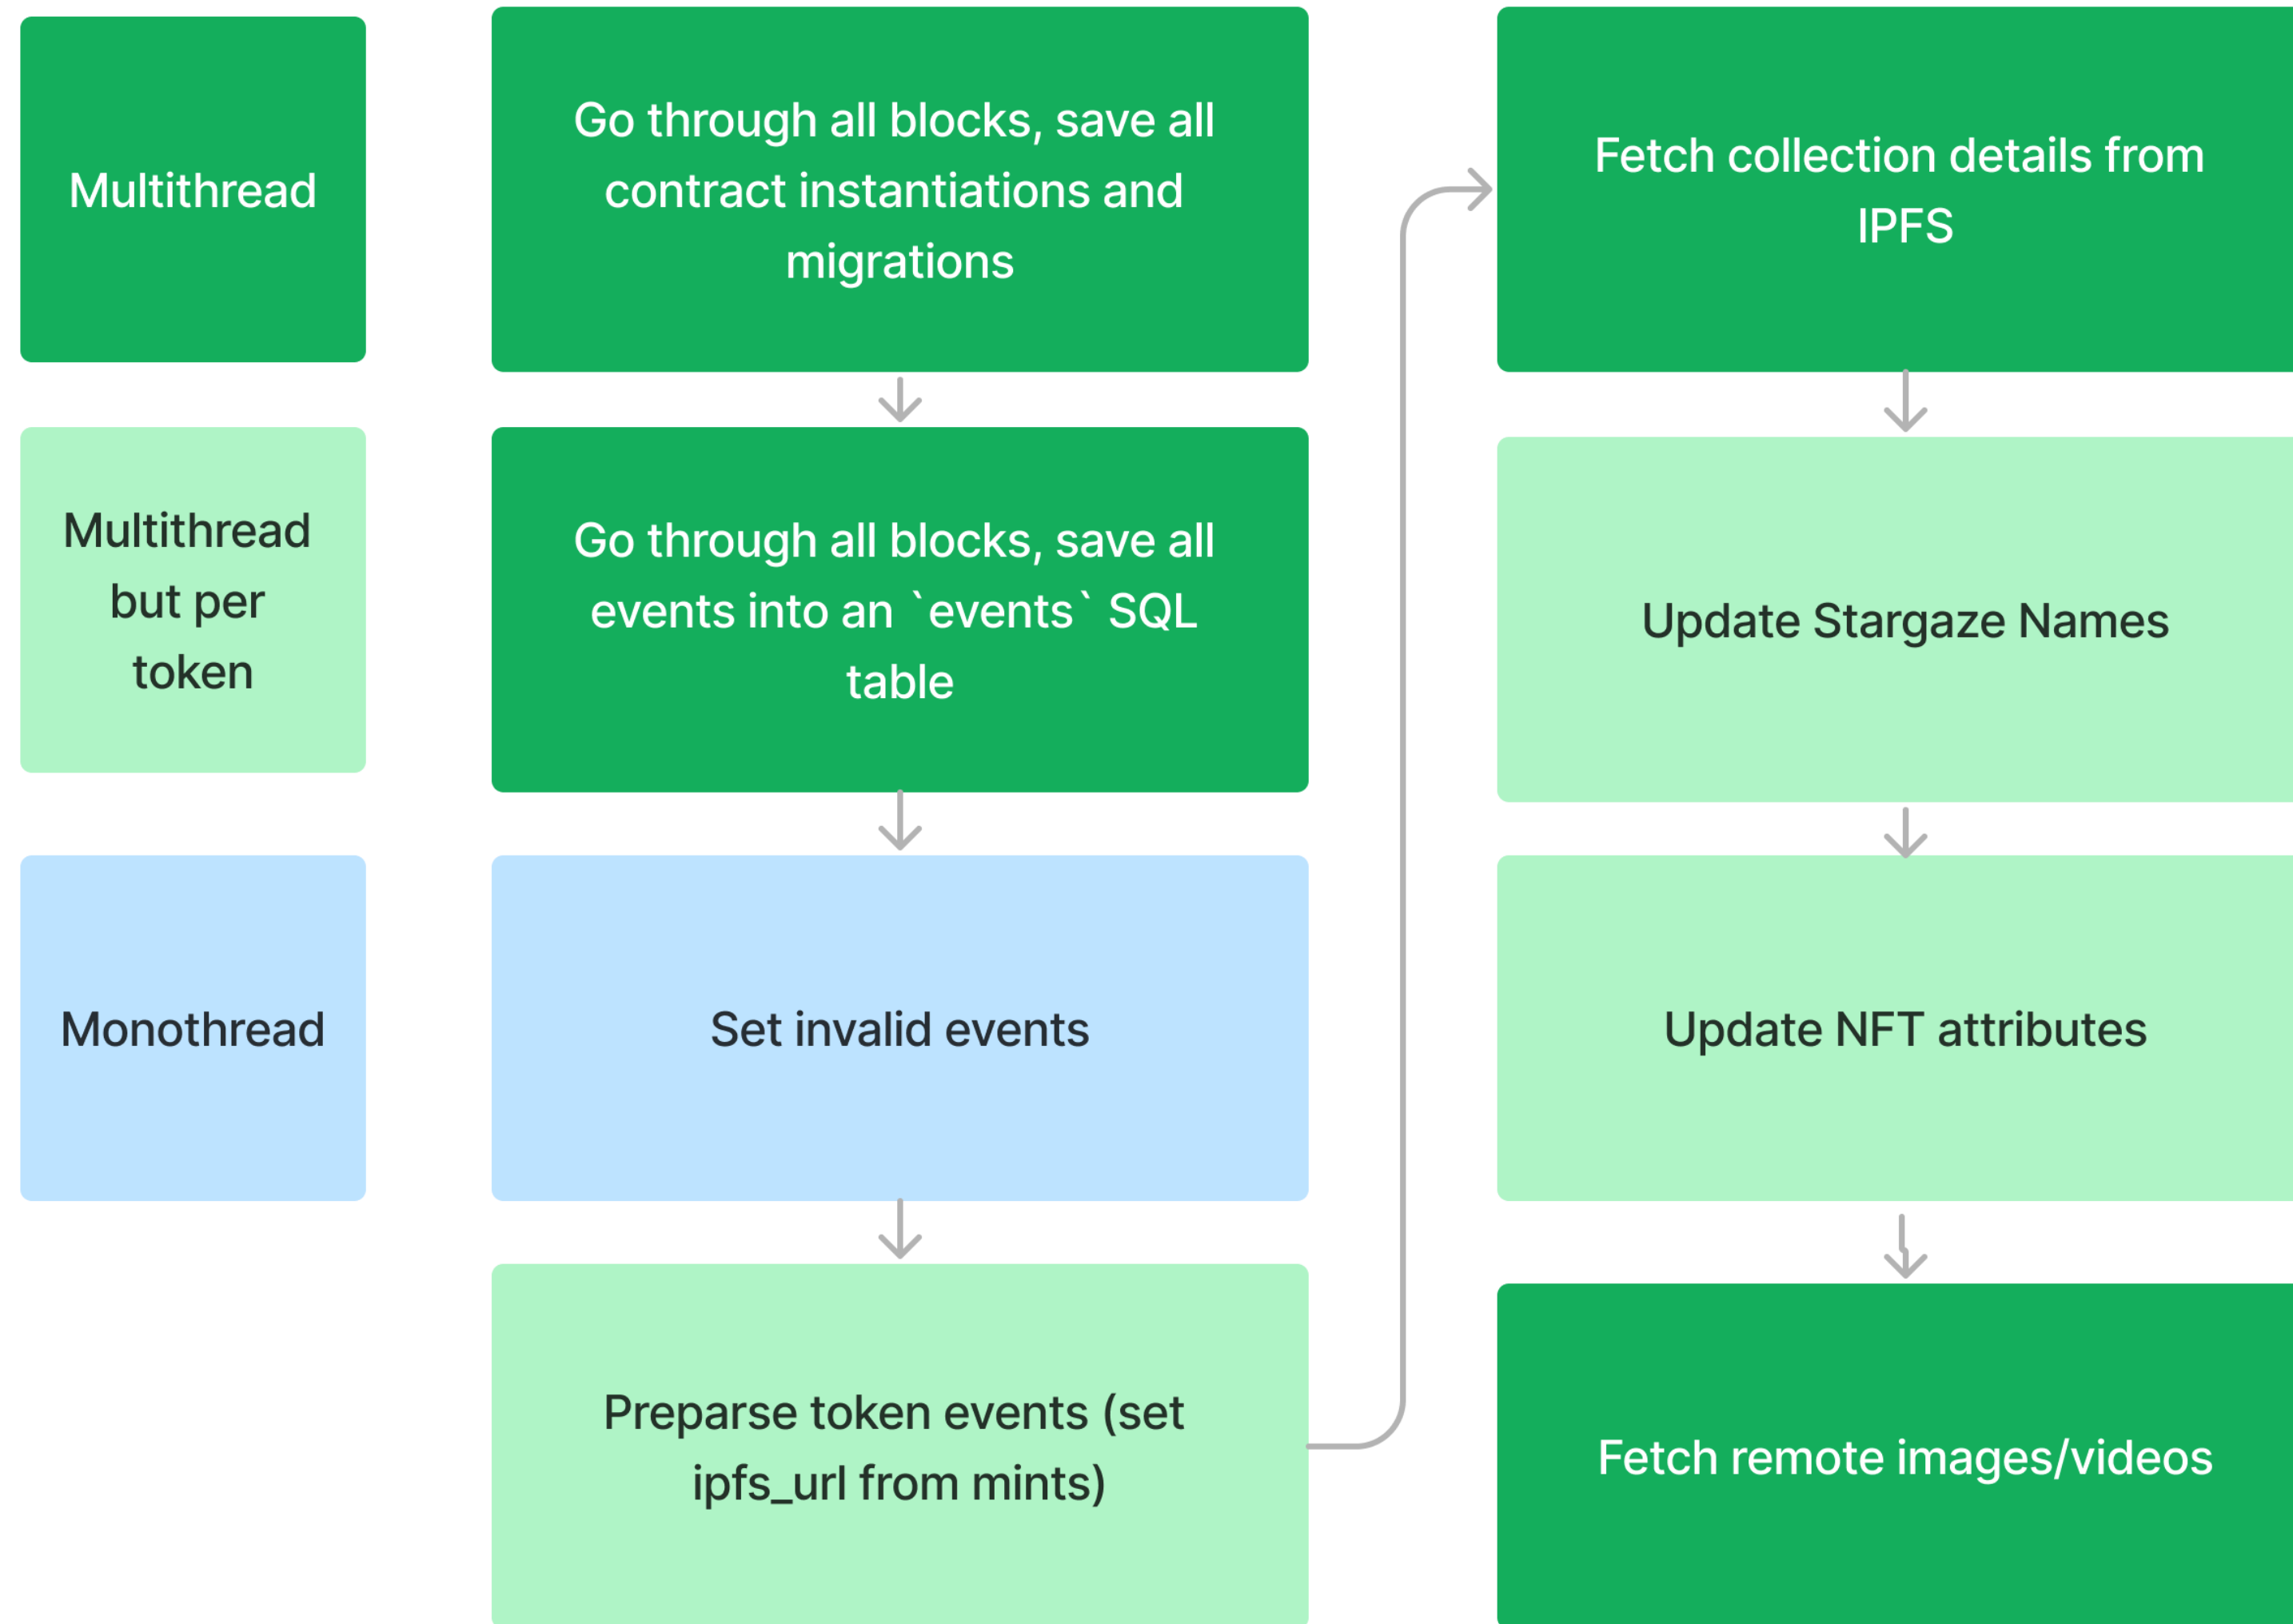 Multithread
Multithread
but per
token
Monothread
Go through all blocks, save all
contract instantiations and
migrations
Go through all blocks, save all
events into an `events` SQL
table
Set invalid events
Preparse token events (set
ipfs_url from mints)
Fetch collection details from
IPFS
Update Stargaze Names
Update NFT attributes
Fetch remote images/videos